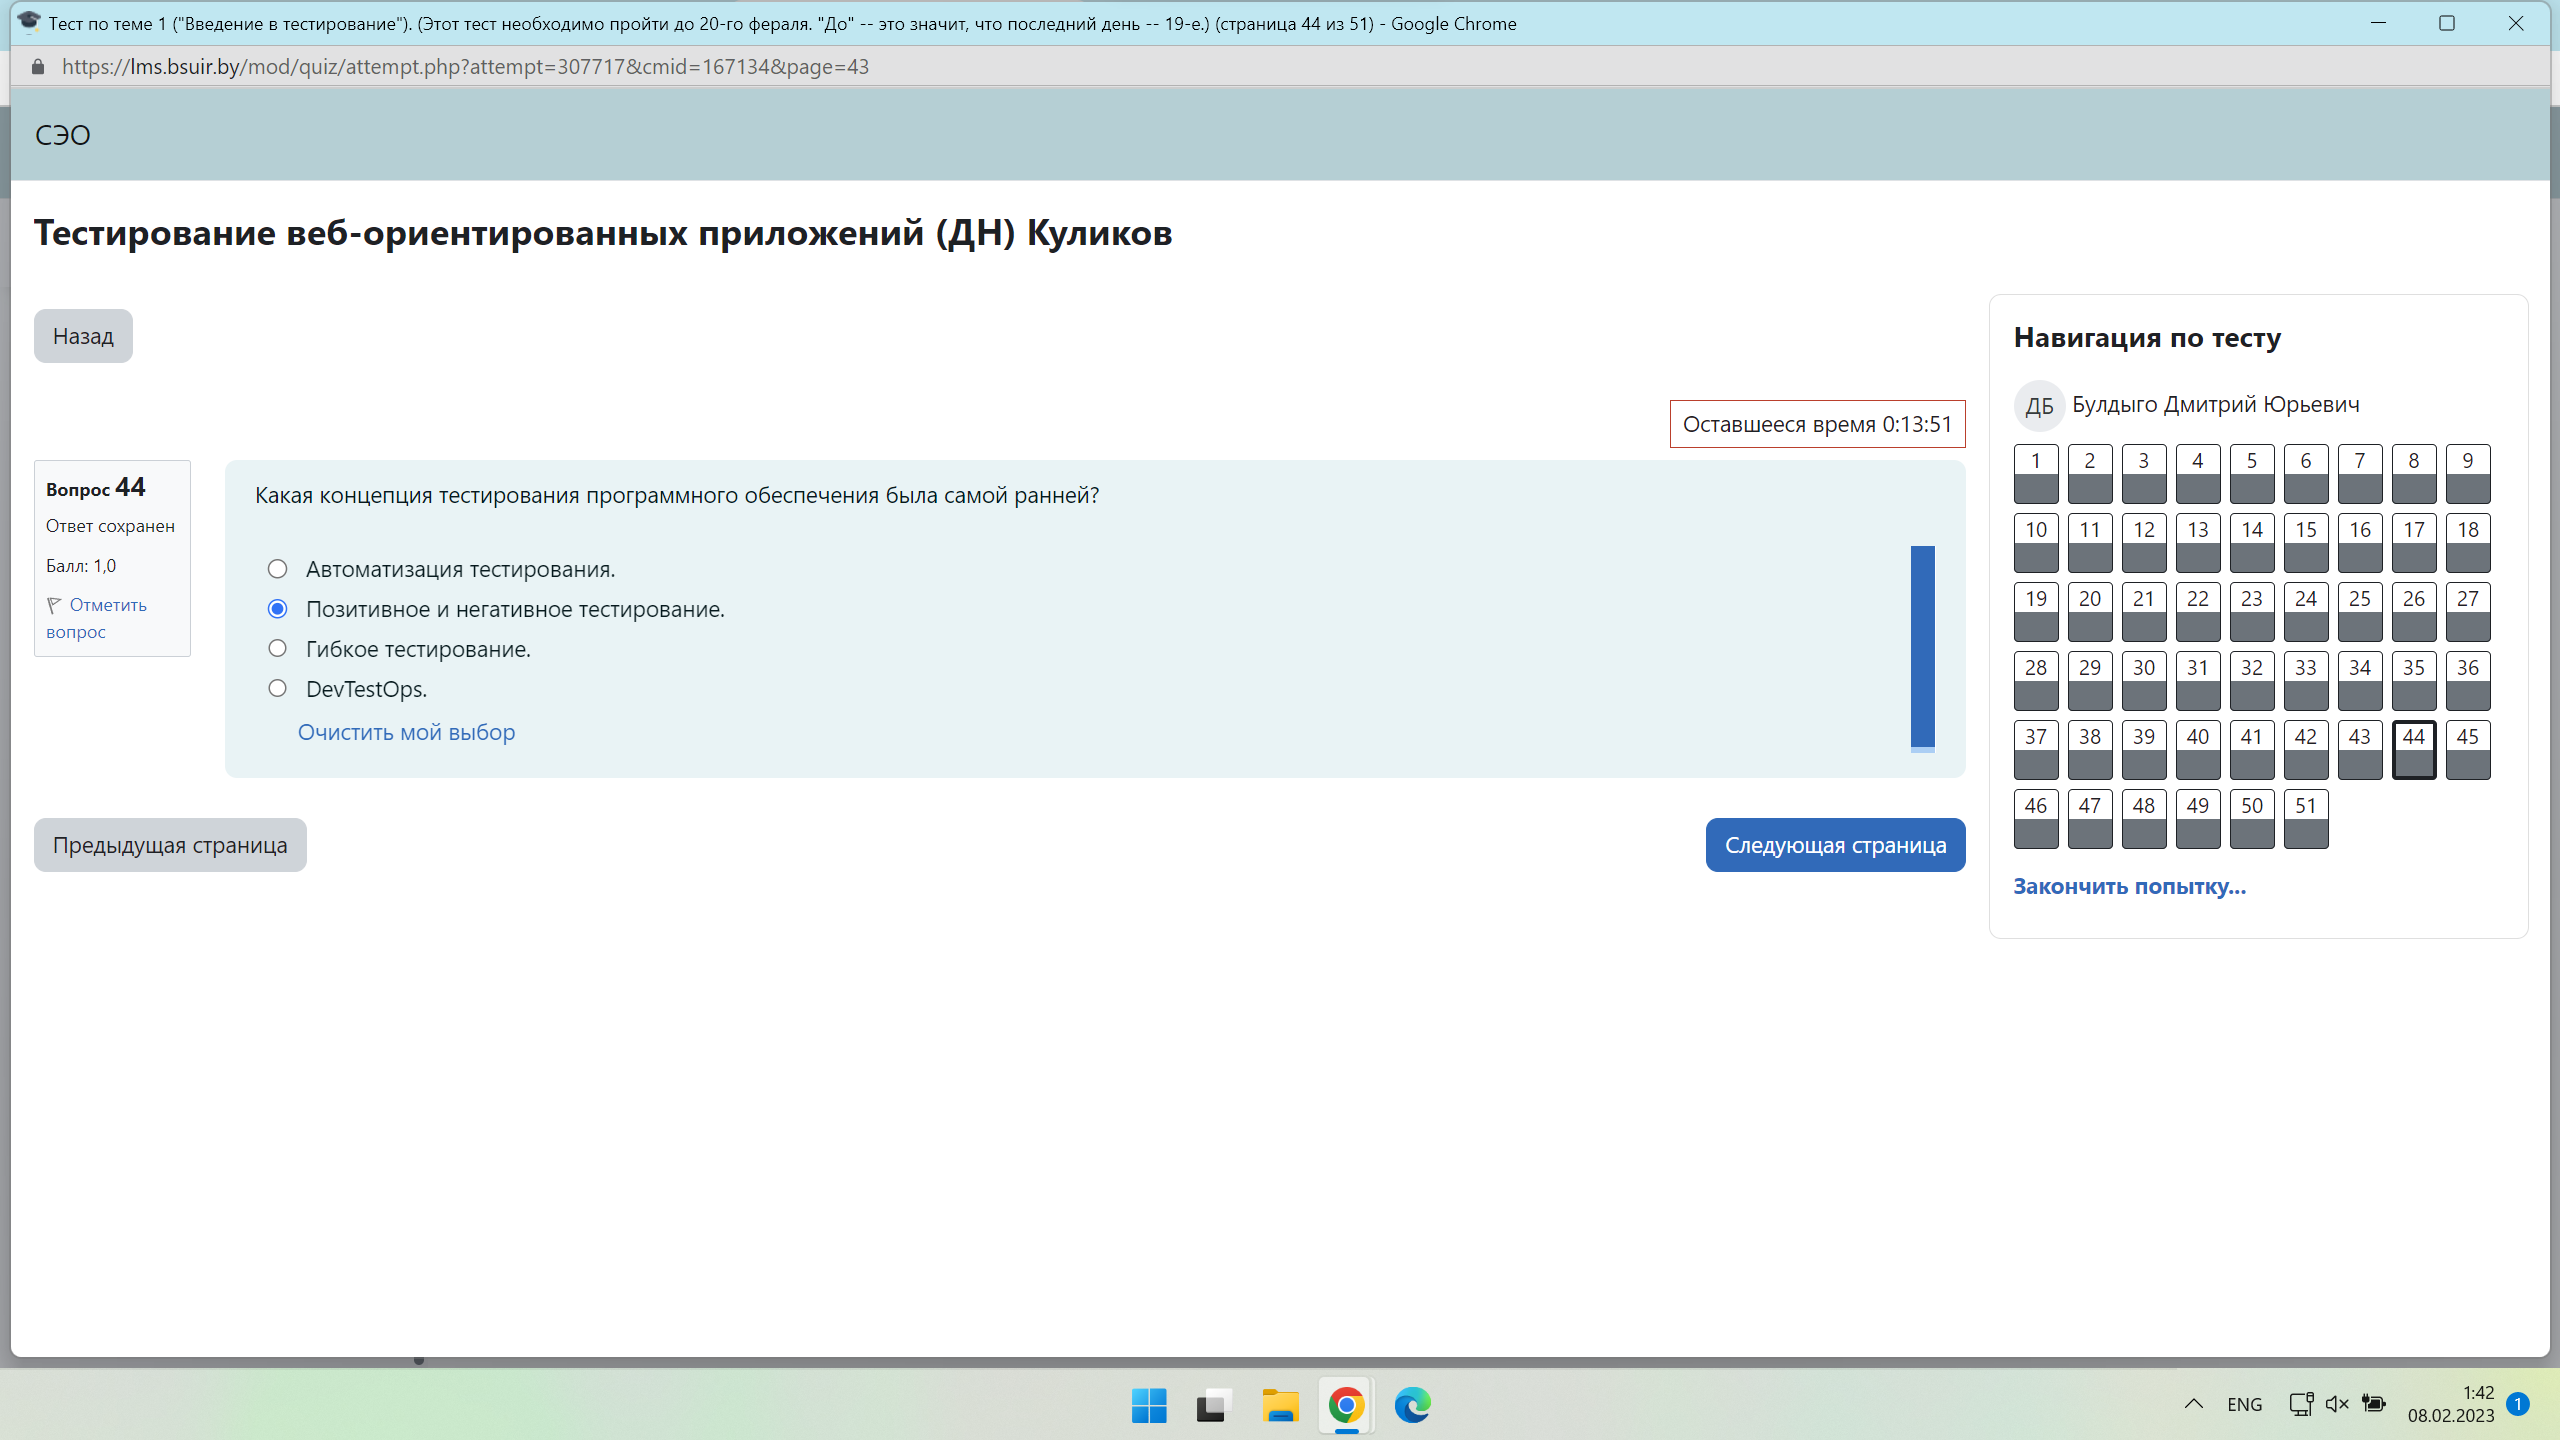 Тест по теме 1 ("Введение в тестирование"). (Этот тест необходимо пройти до 20-го фераля. "До" -- это значит, что последний день -- 19-е.) (страница 44 из 51) - Google Chrome
https://lms.bsuir.by/mod/quiz/attempt.php?attempt=307717&cmid=167134&page=43
СЭО
Тестирование веб-ориентированных приложений (ДН) Куликов
Назад
Оставшееся время 0:13:51
Вопрос 44
Ответ сохранен
Балл: 1,0
Отметить
вопрос
Какая концепция тестирования программного обеспечения была самой ранней?
Автоматизация тестирования.
Позитивное и негативное тестирование.
Гибкое тестирование.
DevTestOps.
Очистить мой выбор
Предыдущая страница
Следующая страница
Навигация по тесту
ДБ Булдыго Дмитрий Юрьевич
1 2 3 4 5 6 7 8 9
10 11 12 13 14 15 16 17 18
19 20 21 22 23 24 25 26 27
28 29 30 31 32 33 34 35 36
37 38 39 40 41 42 43 44 45
46 47 48 49 50 51
Закончить попытку...
ENG
1:42
08.02.2023
1